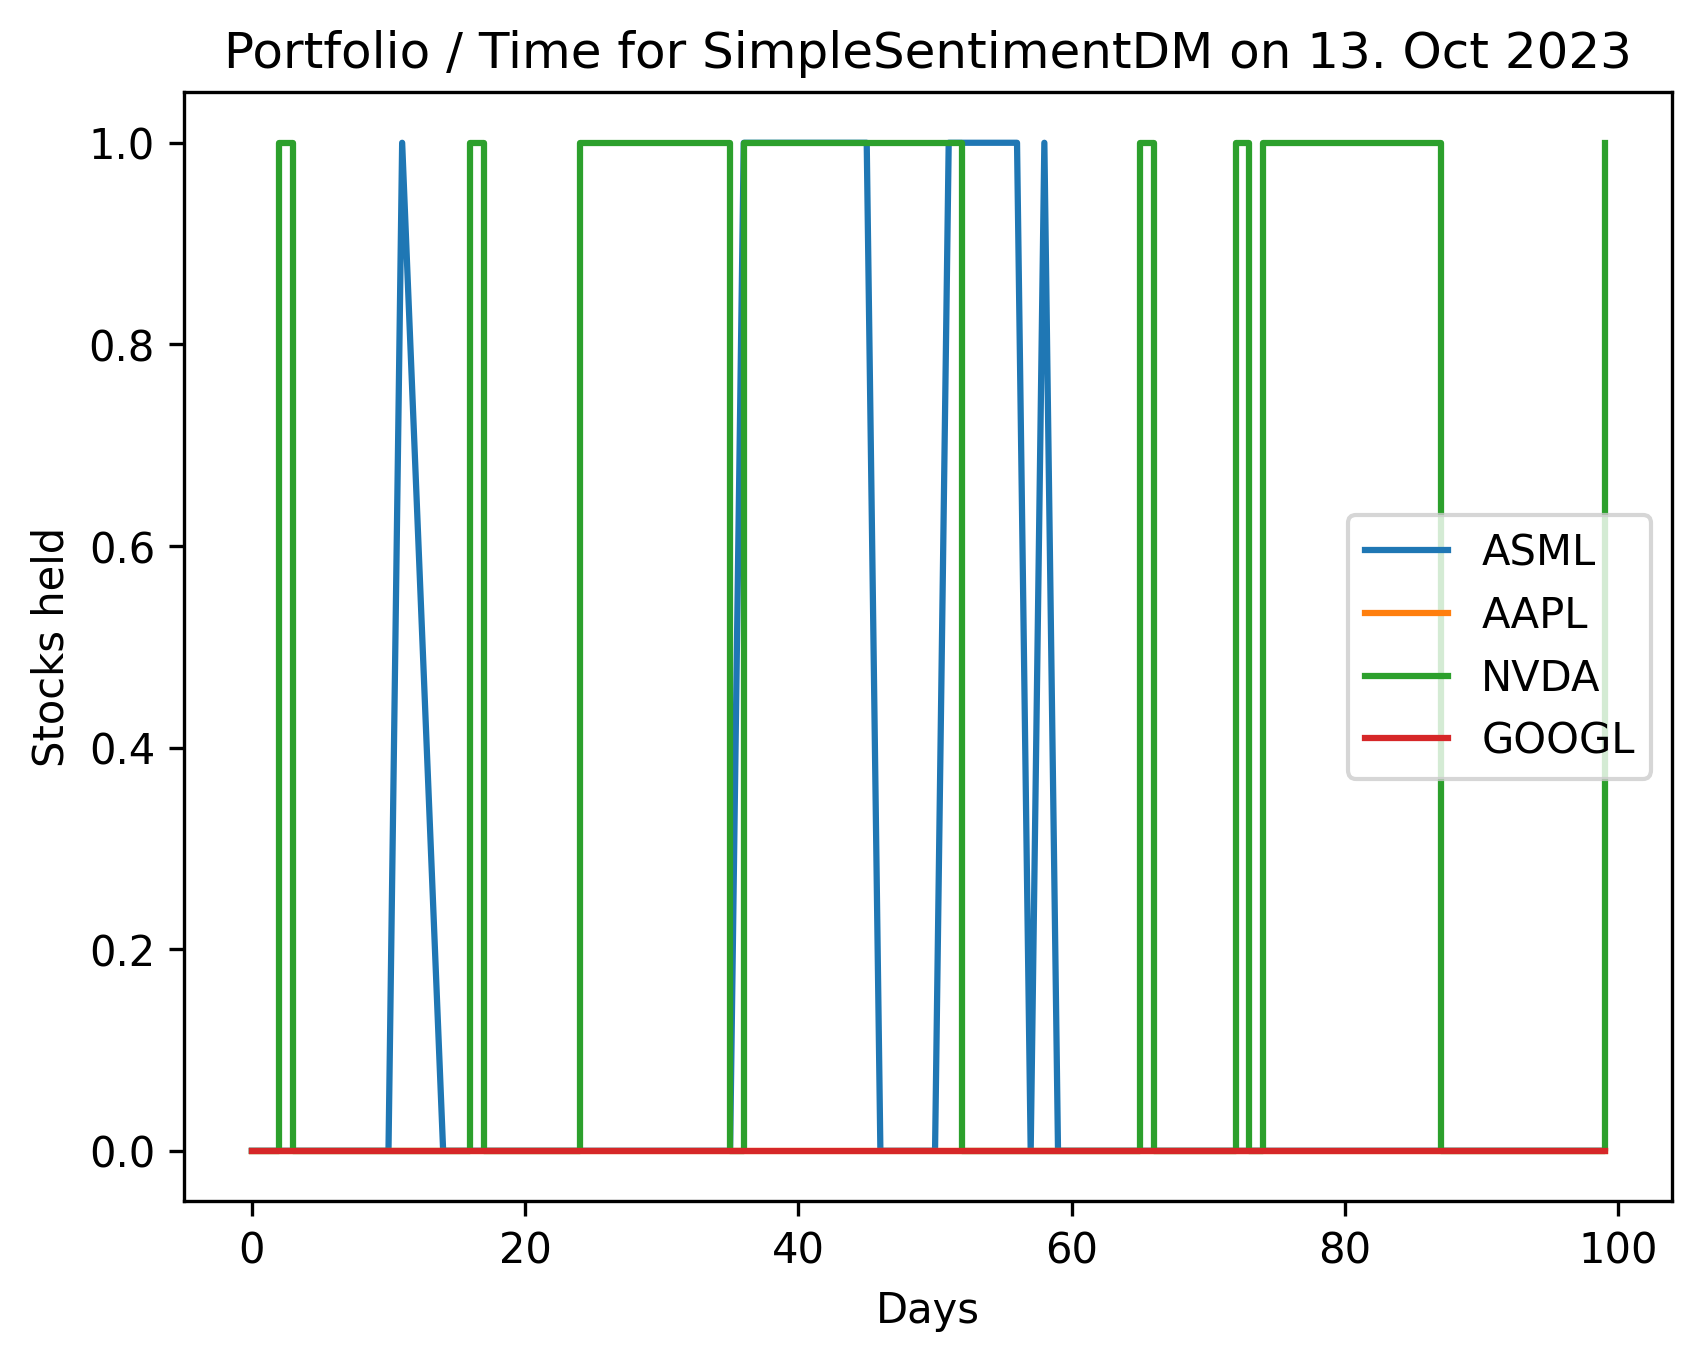 Portfolio / Time for SimpleSentimentDM on 13. Oct 2023
1.0
0.8
0.6
0.4
0.2
0.0
Stocks held
ASML
AAPL
NVDA
GOOGL
0 20 40 60 80 100
Days